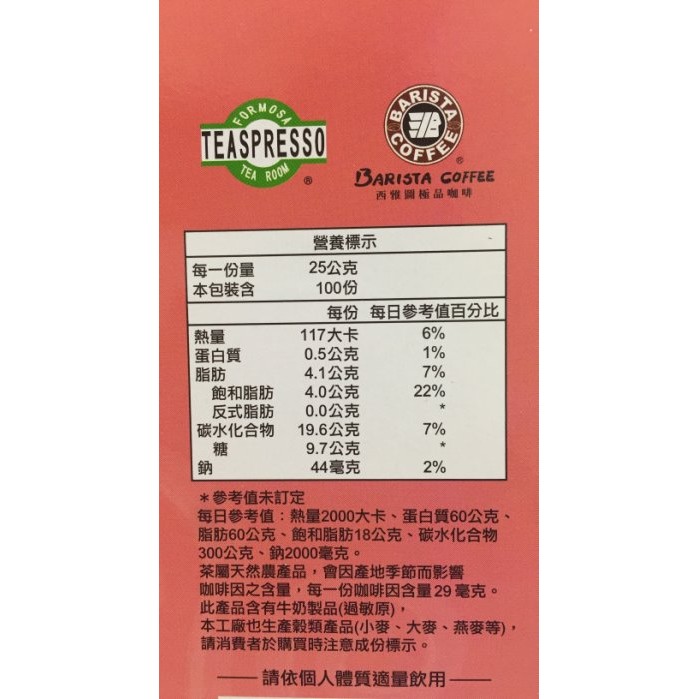 FORMOSA
TEASPRESSO
TEA ROOM
®
BARISTA
COFFEE
®
BARISTA COFFEE
西雅圖極品咖啡
營養標示
每一份量 25公克
本包裝含 100份
每份 每日參考值百分比
熱量 117大卡 6%
蛋白質 0.5公克 1%
脂肪 4.1公克 7%
飽和脂肪 4.0公克 22%
反式脂肪 0.0公克 *
碳水化合物 19.6公克 7%
糖 9.7公克 *
鈉 44毫克 2%
*參考值未訂定
每日參考值：熱量2000大卡、蛋白質60公克、
脂肪60公克、飽和脂肪18公克、碳水化合物
300公克、鈉2000毫克。
茶屬天然農產品，會因產地季節而影響
咖啡因之含量，每一份咖啡因含量29毫克。
此產品含有牛奶製品(過敏原)，
本工廠也生產穀類產品(小麥、大麥、燕麥等)，
請消費者於購買時注意成份標示。
請依個人體質適量飲用